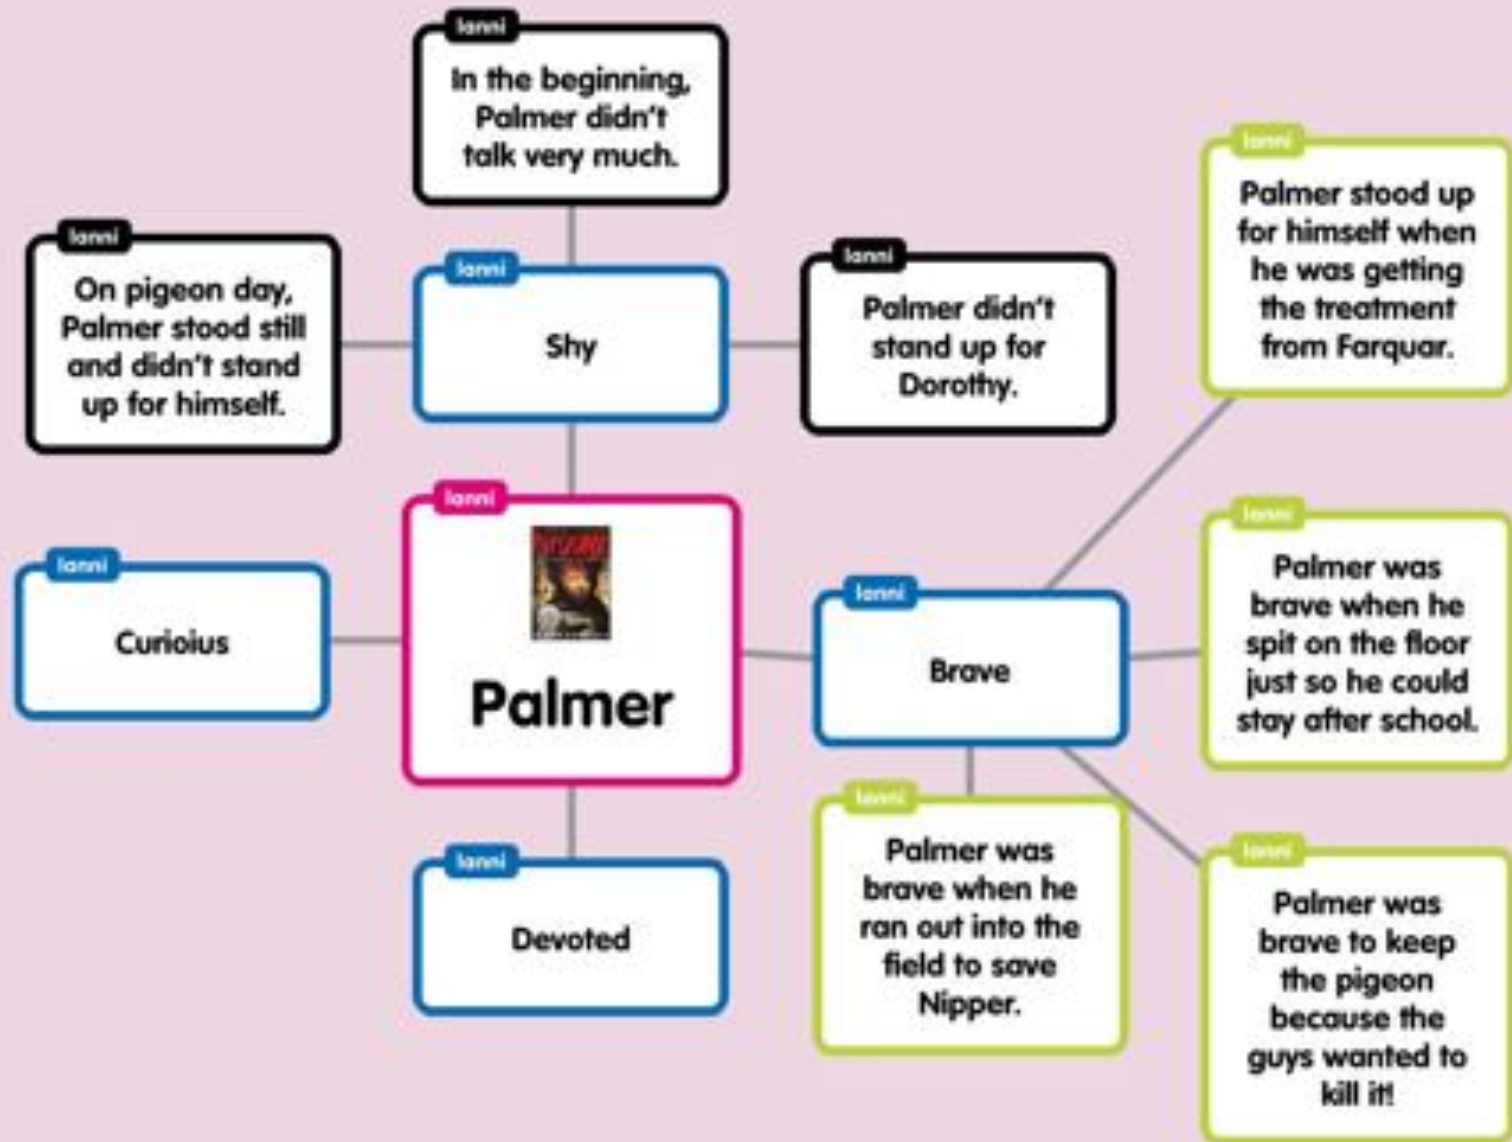 Ianni
In the beginning,
Palmer didn't
talk very much.
Ianni
On pigeon day,
Palmer stood still
and didn't stand
up for himself.
Ianni
Shy
Ianni
Palmer didn't
stand up for
Dorothy.
Ianni
Palmer stood up
for himself when
he was getting
the treatment
from Farquar.
Ianni
Curioius
Ianni
Palmer
Ianni
Brave
Ianni
Palmer was
brave when he
spit on the floor
just so he could
stay after school.
Ianni
Devoted
Ianni
Palmer was
brave when he
ran out into the
field to save
Nipper.
Ianni
Palmer was
brave to keep
the pigeon
because the
guys wanted to
kill it!